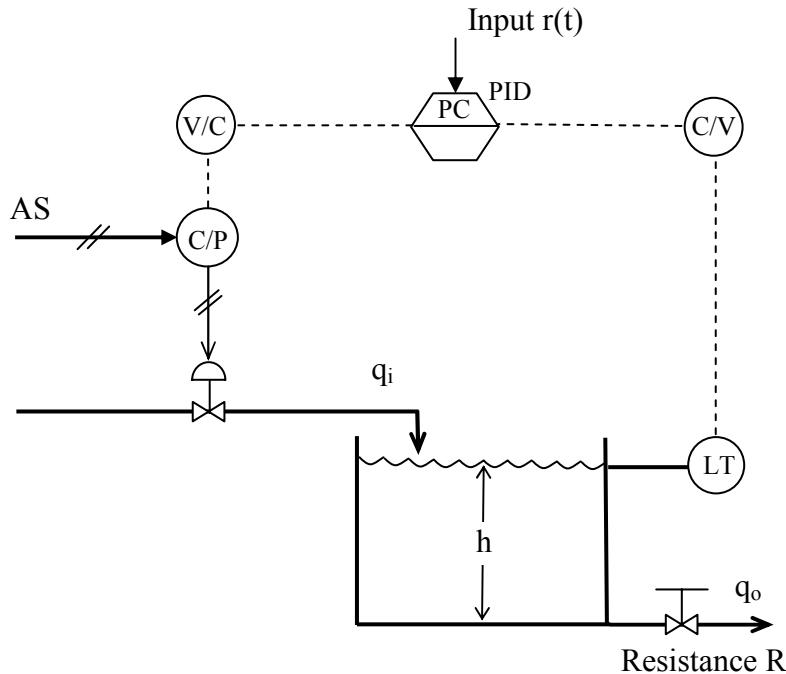 Input r(t)
PID
PC
V/C
C/V
AS
C/P
qi
LT
h
qo
Resistance R